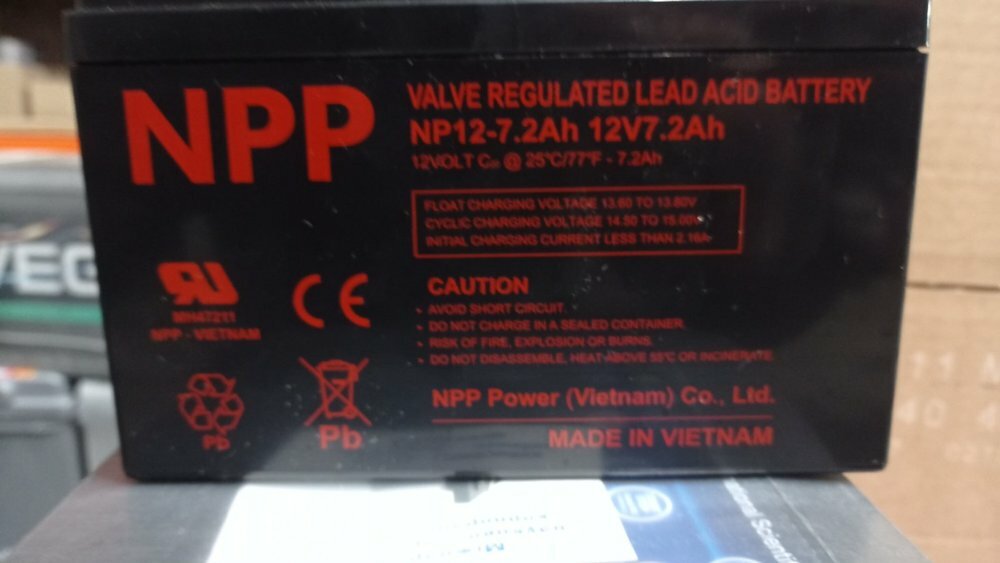 NPP
VALVE REGULATED LEAD ACID BATTERY
NP12-7.2Ah 12V7.2Ah
12VOLT C₂₀ @ 25°C/77°F - 7.2Ah
FLOAT CHARGING VOLTAGE 13.60 TO 13.80V
CYCLIC CHARGING VOLTAGE 14.50 TO 15.00V
INITIAL CHARGING CURRENT LESS THAN 2.16A
MH47211
NPP - VIETNAM
CE
CAUTION
- AVOID SHORT CIRCUIT.
- DO NOT CHARGE IN A SEALED CONTAINER.
- RISK OF FIRE, EXPLOSION OR BURNS.
- DO NOT DISASSEMBLE, HEAT ABOVE 50°C OR INCINERATE
Pb
Pb
NPP Power (Vietnam) Co., Ltd.
MADE IN VIETNAM